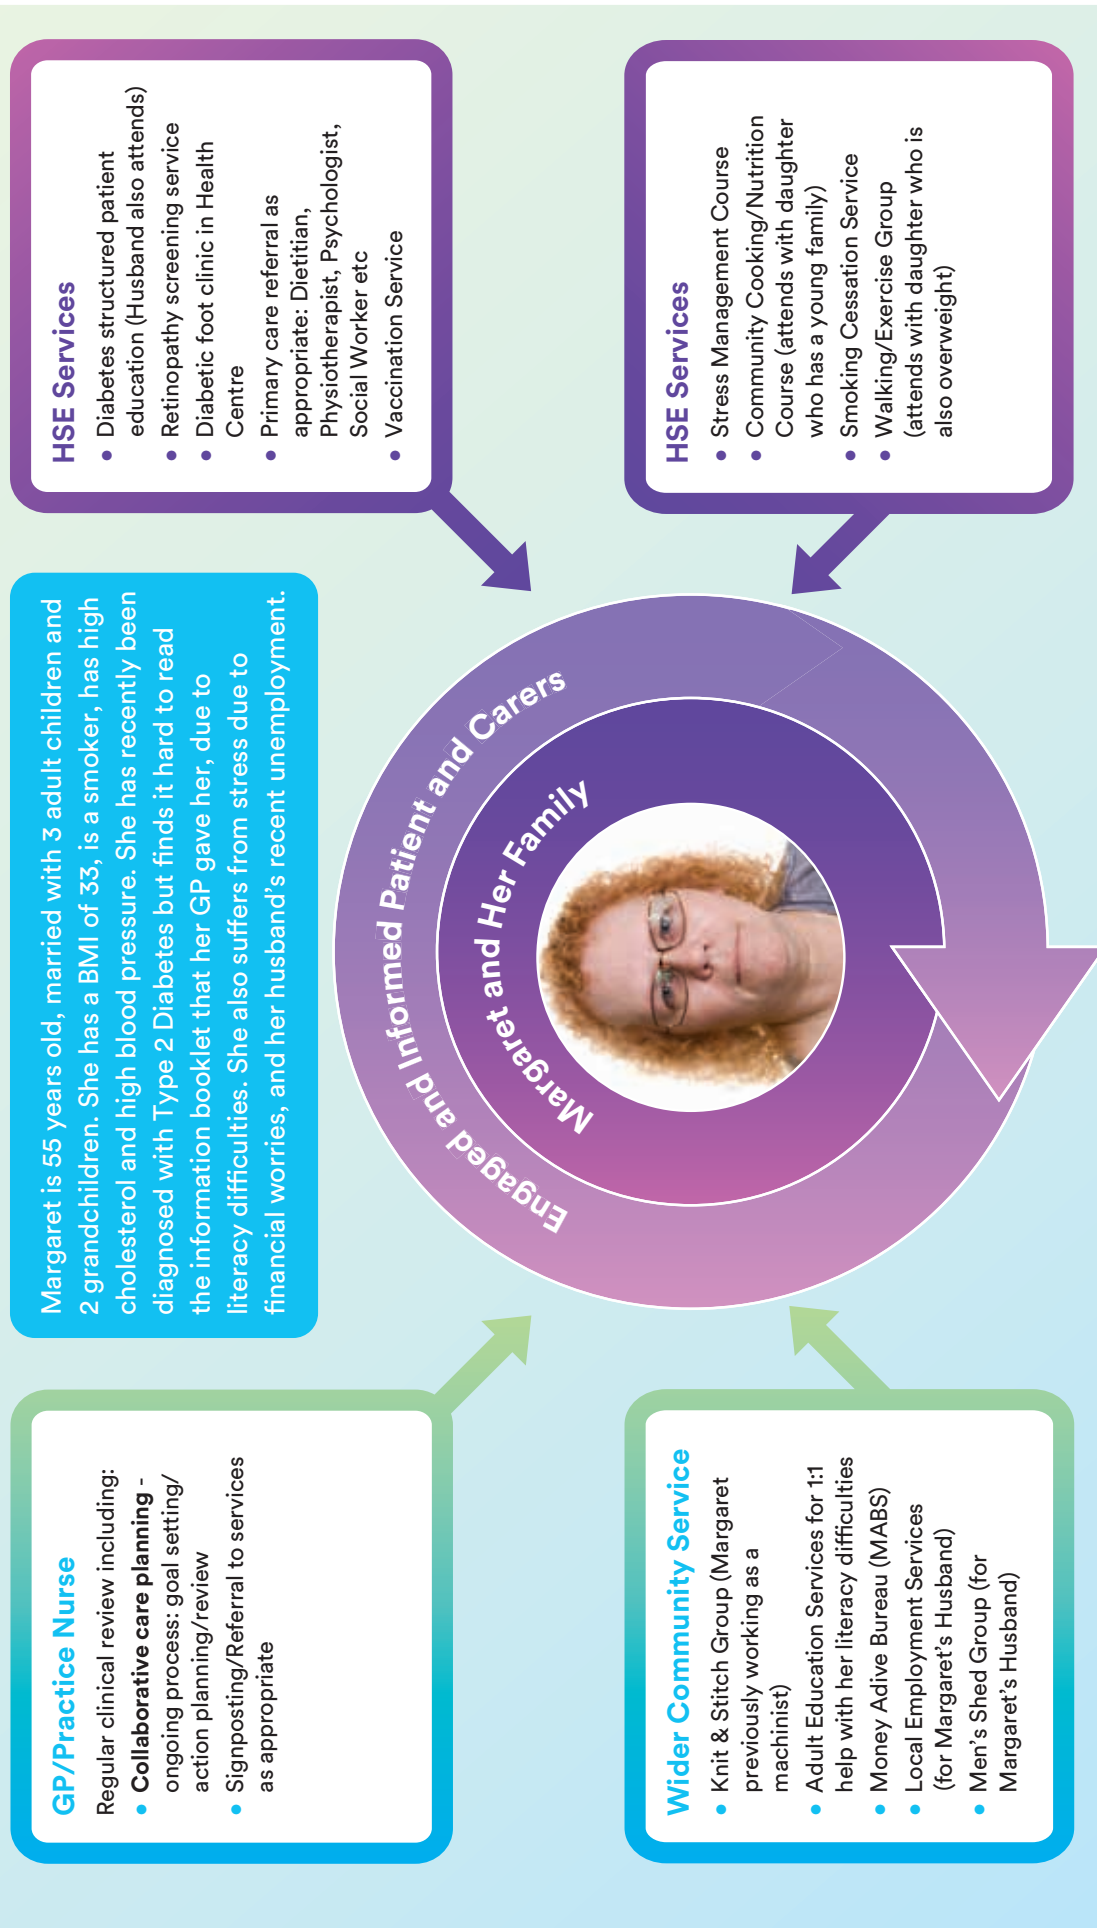 GP/Practice Nurse
Regular clinical review including:
• Collaborative care planning -
ongoing process: goal setting/
action planning/review
• Signposting/Referral to services
as appropriate
Margaret is 55 years old, married with 3 adult children and
2 grandchildren. She has a BMI of 33, is a smoker, has high
cholesterol and high blood pressure. She has recently been
diagnosed with Type 2 Diabetes but finds it hard to read
the information booklet that her GP gave her, due to
literacy difficulties. She also suffers from stress due to
financial worries, and her husband's recent unemployment.
HSE Services
• Diabetes structured patient
education (Husband also attends)
• Retinopathy screening service
• Diabetic foot clinic in Health
Centre
• Primary care referral as
appropriate: Dietitian,
Physiotherapist, Psychologist,
Social Worker etc
• Vaccination Service
Engaged and Informed Patient and Carers
Margaret and Her Family
Wider Community Service
• Knit & Stitch Group (Margaret
previously working as a
machinist)
• Adult Education Services for 1:1
help with her literacy difficulties
• Money Adive Bureau (MABS)
• Local Employment Services
(for Margaret's Husband)
• Men's Shed Group (for
Margaret's Husband)
HSE Services
• Stress Management Course
• Community Cooking/Nutrition
Course (attends with daughter
who has a young family)
• Smoking Cessation Service
• Walking/Exercise Group
(attends with daughter who is
also overweight)